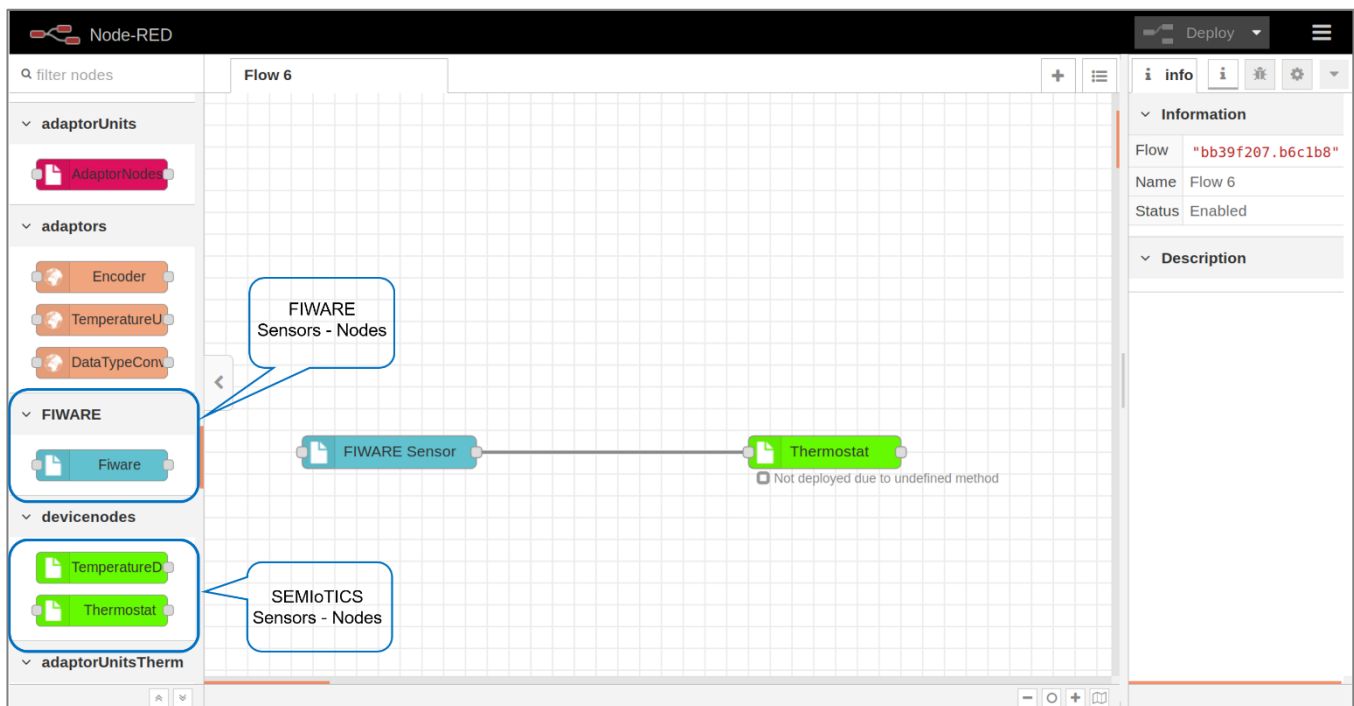 Node-RED
Deploy
filter nodes
Flow 6
info
i
adaptorUnits
AdaptorNodes
adaptors
Encoder
TemperatureU
DataTypeConv
FIWARE
Fiware
devicenodes
TemperatureD
Thermostat
adaptorUnitsTherm
FIWARE
Sensors - Nodes
FIWARE Sensor
Thermostat
Not deployed due to undefined method
SEMIoTICS
Sensors - Nodes
Information
Flow "bb39f207.b6c1b8"
Name Flow 6
Status Enabled
Description